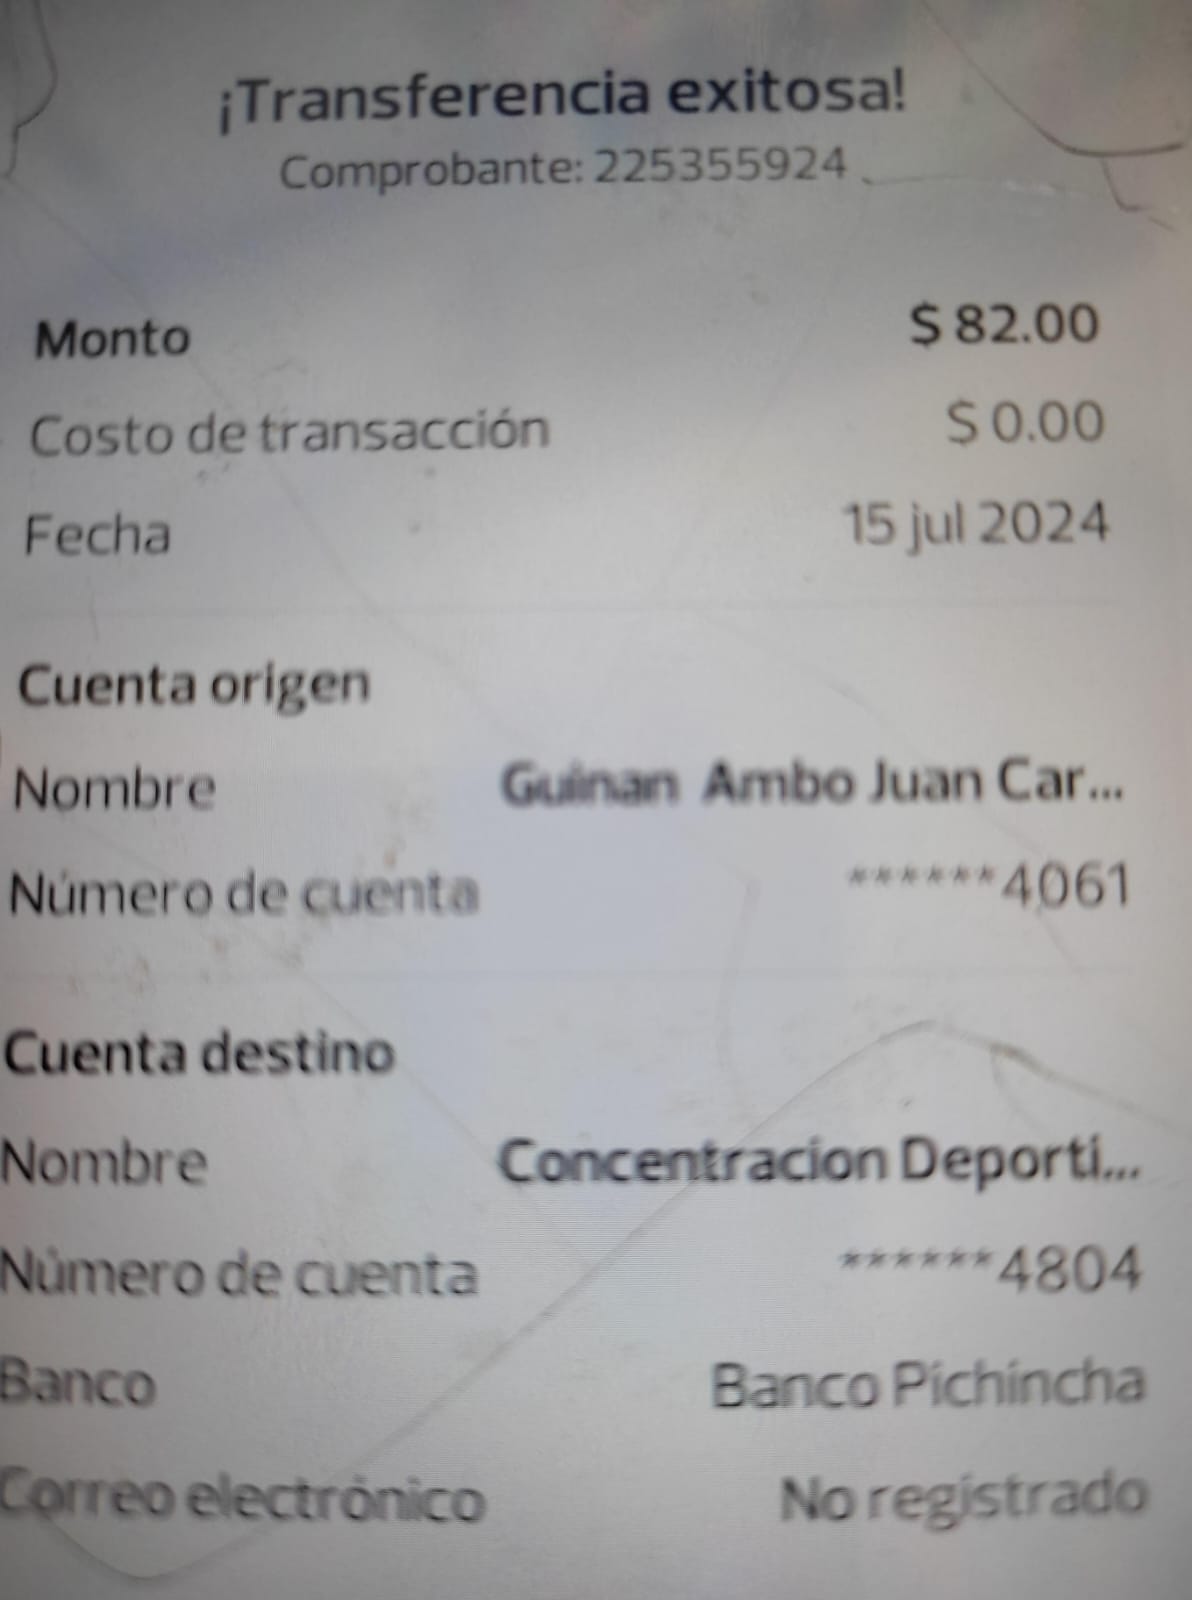 ¡Transferencia exitosa!
Comprobante: 225355924
Monto $ 82.00
Costo de transacción $ 0.00
Fecha 15 jul 2024
Cuenta origen
Nombre Guinan Ambo Juan Car...
Número de cuenta ******4061
Cuenta destino
Nombre Concentracion Deporti...
Número de cuenta ******4804
Banco Banco Pichincha
Correo electrónico No registrado